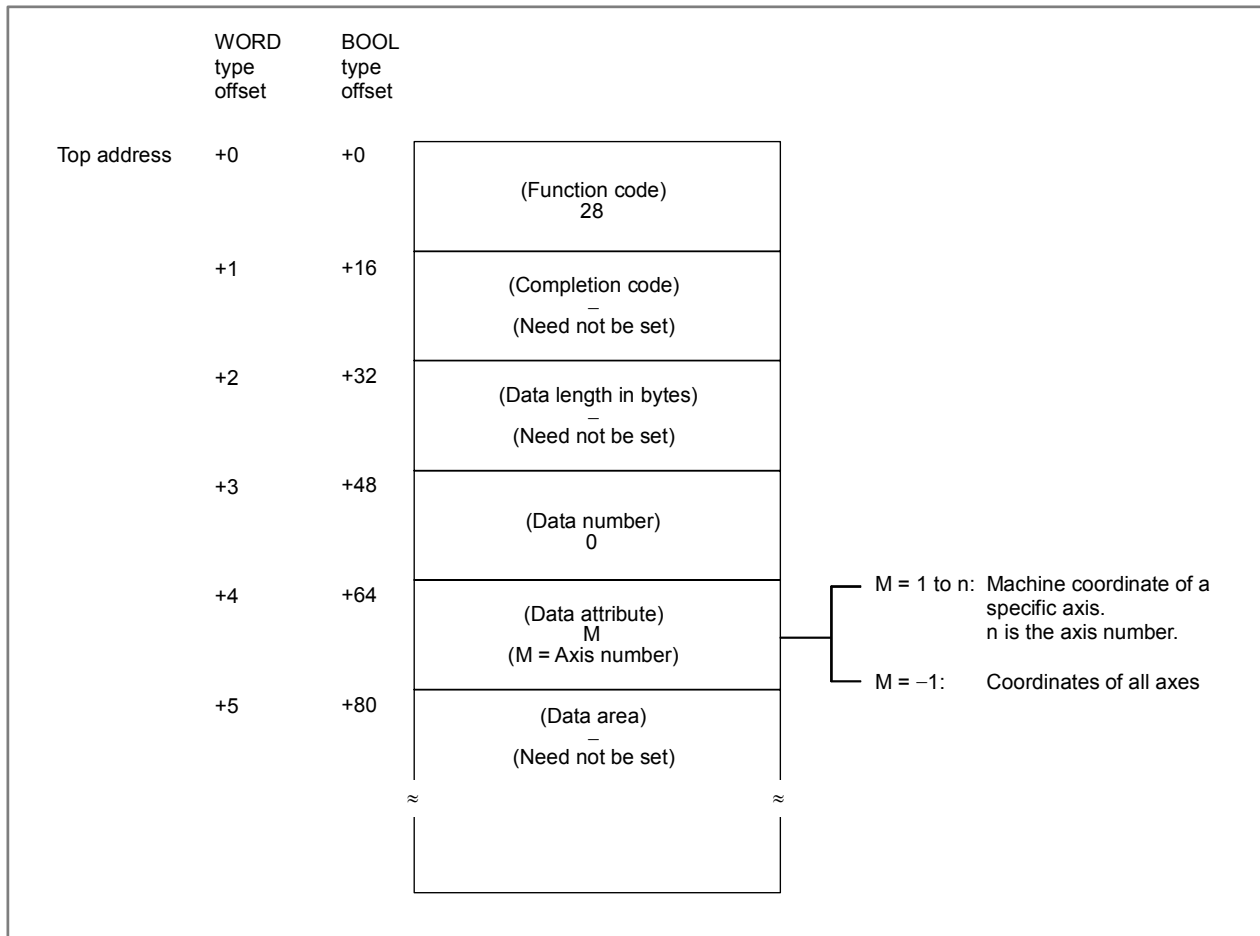 WORD type offset
BOOL type offset
Top address +0 +0
(Function code)
28
+1 +16
(Completion code)
–
(Need not be set)
+2 +32
(Data length in bytes)
–
(Need not be set)
+3 +48
(Data number)
0
+4 +64
(Data attribute)
M
(M = Axis number)
M = 1 to n: Machine coordinate of a
specific axis.
n is the axis number.
M = −1: Coordinates of all axes
+5 +80
(Data area)
–
(Need not be set)
≈ ≈